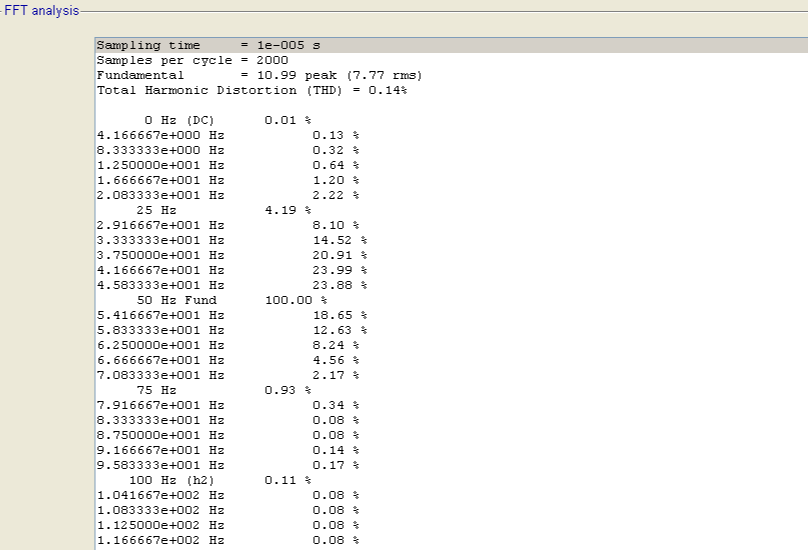 FFT analysis
Sampling time = 1e-005 s
Samples per cycle = 2000
Fundamental = 10.99 peak (7.77 rms)
Total Harmonic Distortion (THD) = 0.14%
0 Hz (DC) 0.01 %
4.166667e+000 Hz 0.13 %
8.333333e+000 Hz 0.32 %
1.250000e+001 Hz 0.64 %
1.666667e+001 Hz 1.20 %
2.083333e+001 Hz 2.22 %
25 Hz 4.19 %
2.916667e+001 Hz 8.10 %
3.333333e+001 Hz 14.52 %
3.750000e+001 Hz 20.91 %
4.166667e+001 Hz 23.99 %
4.583333e+001 Hz 23.88 %
50 Hz Fund 100.00 %
5.416667e+001 Hz 18.65 %
5.833333e+001 Hz 12.63 %
6.250000e+001 Hz 8.24 %
6.666667e+001 Hz 4.56 %
7.083333e+001 Hz 2.17 %
75 Hz 0.93 %
7.916667e+001 Hz 0.34 %
8.333333e+001 Hz 0.08 %
8.750000e+001 Hz 0.08 %
9.166667e+001 Hz 0.14 %
9.583333e+001 Hz 0.17 %
100 Hz (h2) 0.11 %
1.041667e+002 Hz 0.08 %
1.083333e+002 Hz 0.08 %
1.125000e+002 Hz 0.08 %
1.166667e+002 Hz 0.08 %